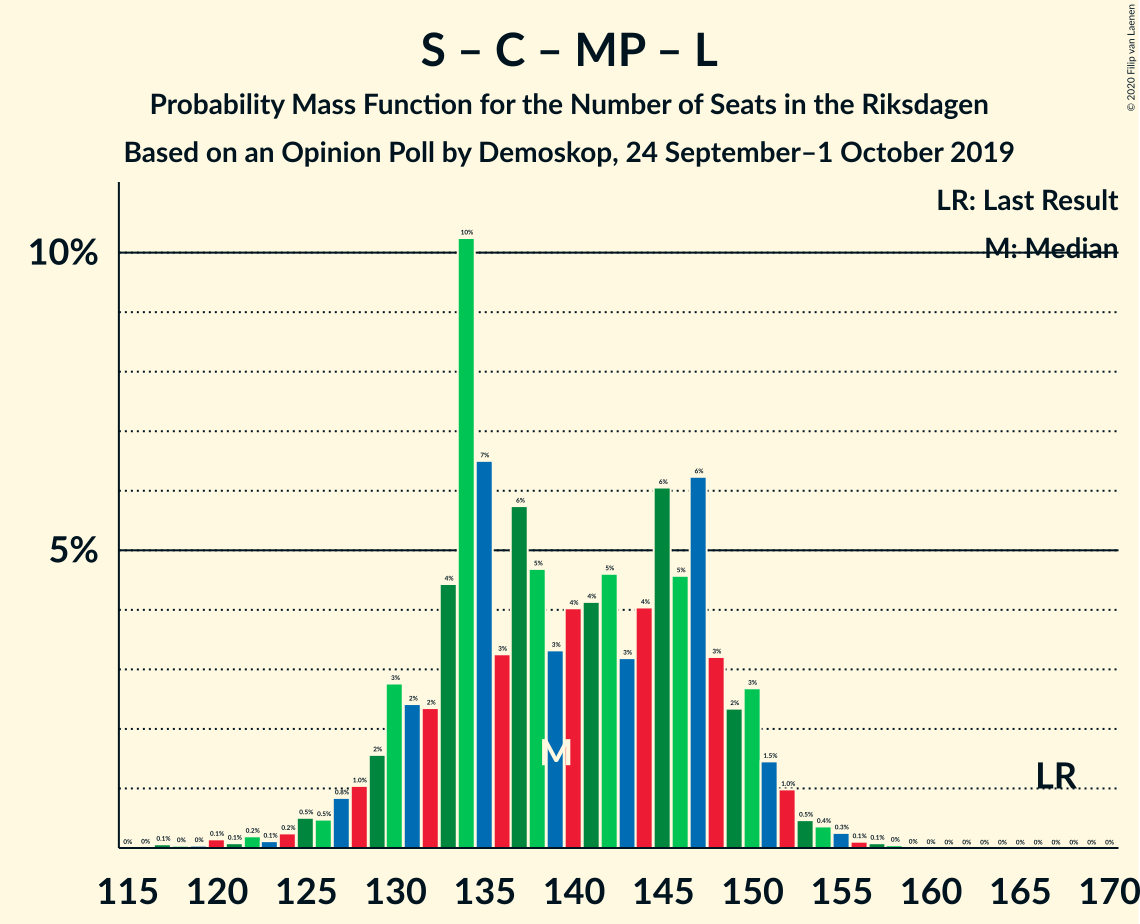 S – C – MP – L
Probability Mass Function for the Number of Seats in the Riksdagen
Based on an Opinion Poll by Demoskop, 24 September–1 October 2019
© 2020 Filip van Laenen
LR: Last Result
M: Median
10%
5%
0% 0% 0.1% 0% 0% 0.1% 0.1% 0.2% 0.1% 0.2% 0.5% 0.5% 0.8% 1.0% 2% 3% 2% 2% 4% 10% 7% 3% 6% 5% 3% 4% 4% 5% 3% 4% 6% 5% 6% 3% 2% 3% 1.5% 1.0% 0.5% 0.4% 0.3% 0.1% 0.1% 0% 0% 0% 0% 0% 0% 0% 0% 0% 0% 0% 0% 0%
M
LR
115 120 125 130 135 140 145 150 155 160 165 170